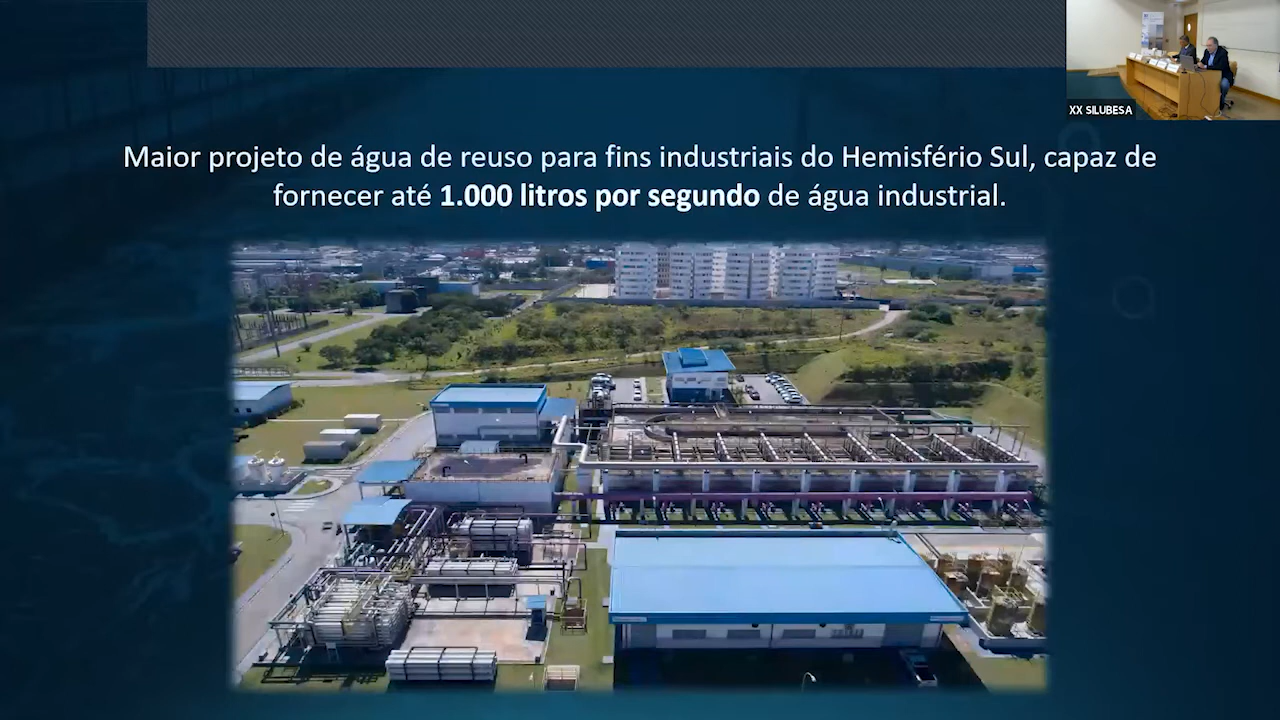 XX SILUBESA
Maior projeto de água de reuso para fins industriais do Hemisfério Sul, capaz de
fornecer até 1.000 litros por segundo de água industrial.